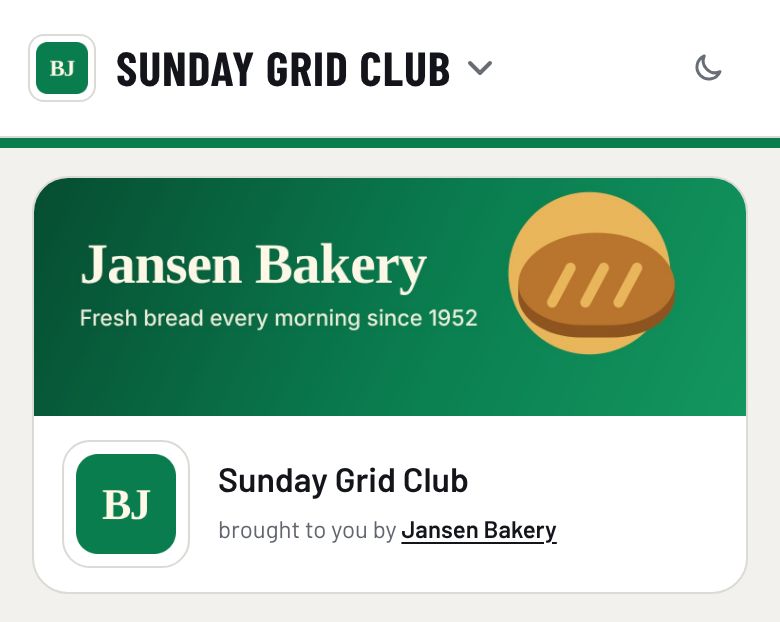 BJ
SUNDAY GRID CLUB
Jansen Bakery
Fresh bread every morning since 1952
BJ
Sunday Grid Club
brought to you by Jansen Bakery